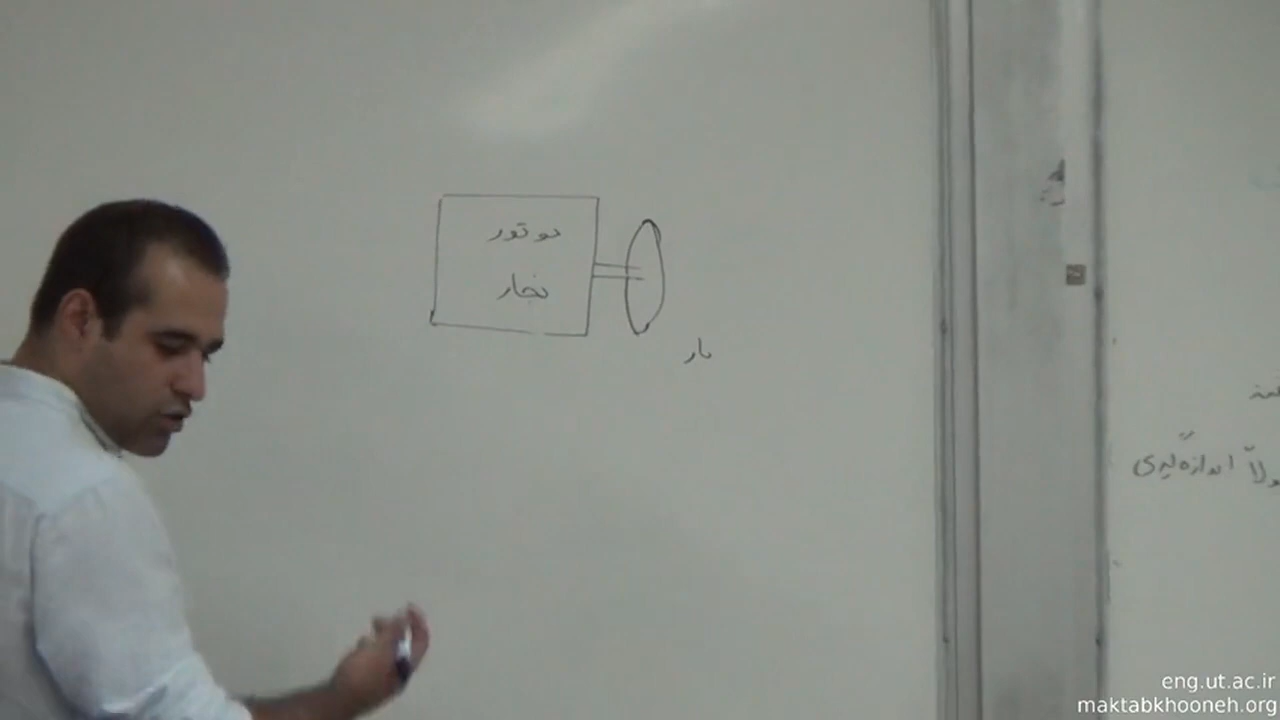 موتور
بخار
بار
اندازه‌گیری
eng.ut.ac.ir
maktabkhooneh.org